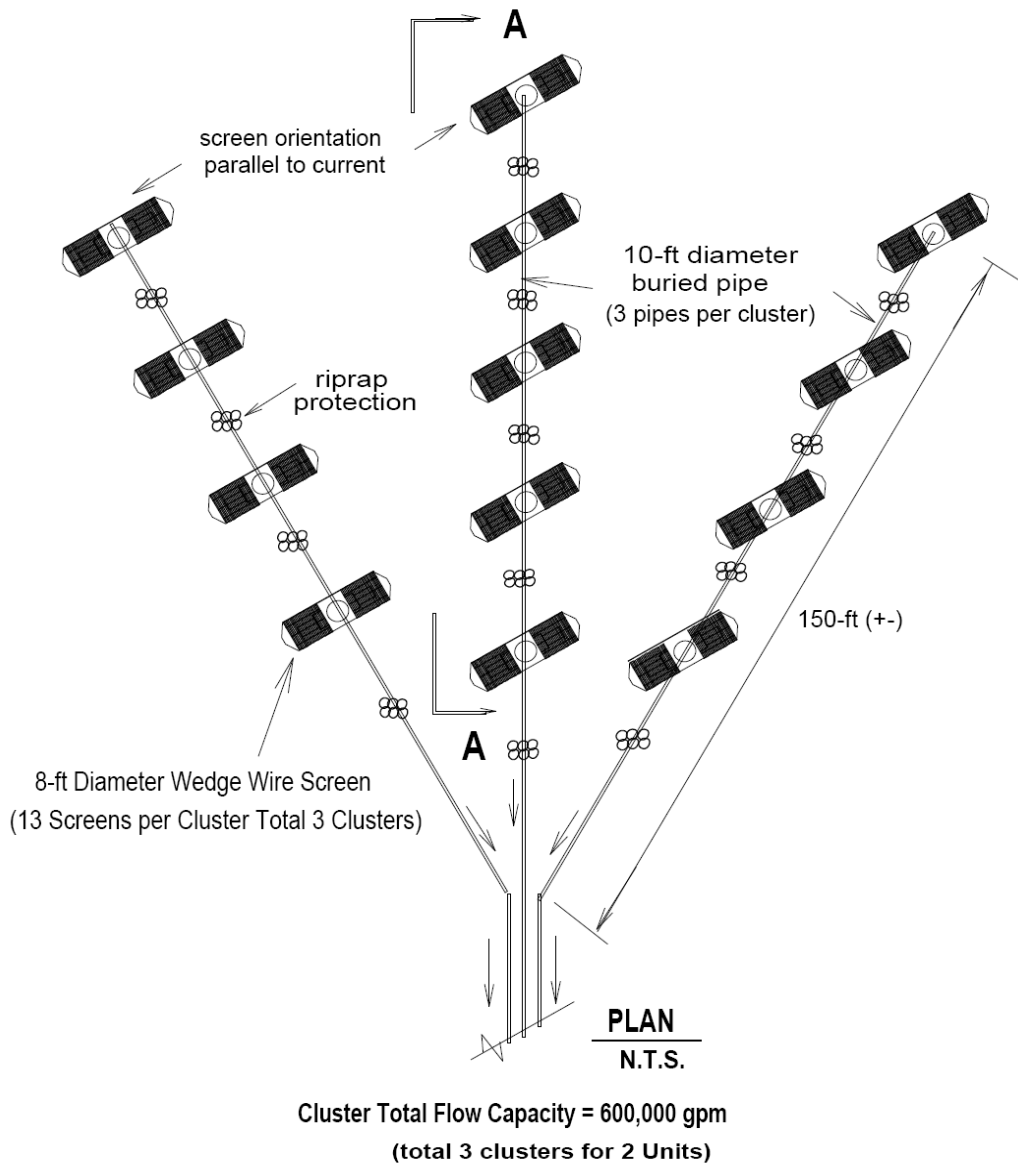 A
screen orientation
parallel to current
10-ft diameter
buried pipe
(3 pipes per cluster)
riprap
protection
150-ft (+-)
A
8-ft Diameter Wedge Wire Screen
(13 Screens per Cluster Total 3 Clusters)
PLAN
N.T.S.
Cluster Total Flow Capacity = 600,000 gpm
(total 3 clusters for 2 Units)